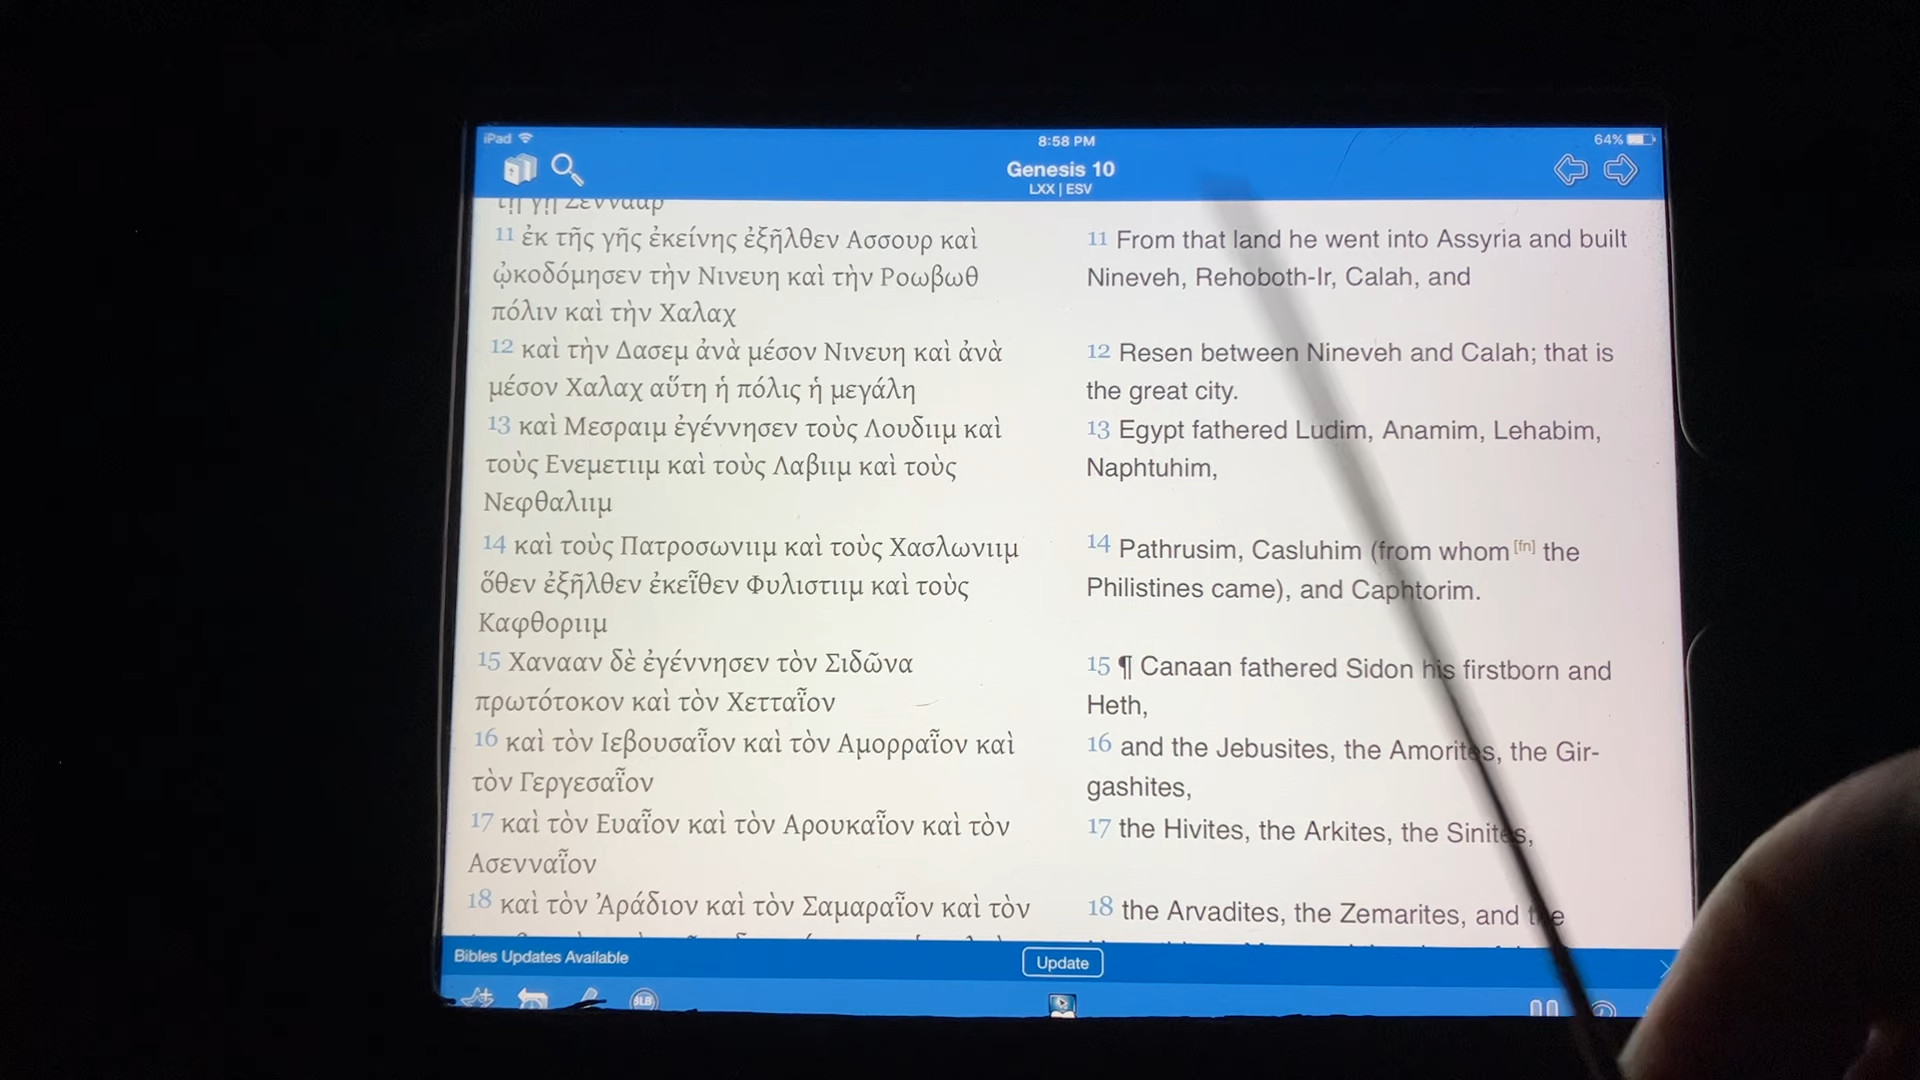 iPad
8:58 PM
64%
Genesis 10
LXX | ESV
τῇ γῇ Σεννααρ
11 ἐκ τῆς γῆς ἐκείνης ἐξῆλθεν Ασσουρ καὶ
ᾠκοδόμησεν τὴν Νινευη καὶ τὴν Ροωβωθ
πόλιν καὶ τὴν Χαλαχ
12 καὶ τὴν Δασεμ ἀνὰ μέσον Νινευη καὶ ἀνὰ
μέσον Χαλαχ αὕτη ἡ πόλις ἡ μεγάλη
13 καὶ Μεσραιμ ἐγέννησεν τοὺς Λουδιιμ καὶ
τοὺς Ενεμετιιμ καὶ τοὺς Λαβιιμ καὶ τοὺς
Νεφθαλιιμ
14 καὶ τοὺς Πατροσωνιιμ καὶ τοὺς Χασλωνιιμ
ὅθεν ἐξῆλθεν ἐκεῖθεν Φυλιστιιμ καὶ τοὺς
Καφθοριιμ
15 Χανααν δὲ ἐγέννησεν τὸν Σιδῶνα
πρωτότοκον καὶ τὸν Χετταῖον
16 καὶ τὸν Ιεβουσαῖον καὶ τὸν Αμορραῖον καὶ
τὸν Γεργεσαῖον
17 καὶ τὸν Ευαῖον καὶ τὸν Αρουκαῖον καὶ τὸν
Ασενναῖον
18 καὶ τὸν Ἀράδιον καὶ τὸν Σαμαραῖον καὶ τὸν
11 From that land he went into Assyria and built
Nineveh, Rehoboth-Ir, Calah, and
12 Resen between Nineveh and Calah; that is
the great city.
13 Egypt fathered Ludim, Anamim, Lehabim,
Naphtuhim,
14 Pathrusim, Casluhim (from whom [fn] the
Philistines came), and Caphtorim.
15 ¶ Canaan fathered Sidon his firstborn and
Heth,
16 and the Jebusites, the Amorites, the Gir-
gashites,
17 the Hivites, the Arkites, the Sinites,
18 the Arvadites, the Zemarites, and the
Bibles Updates Available
Update
BLB